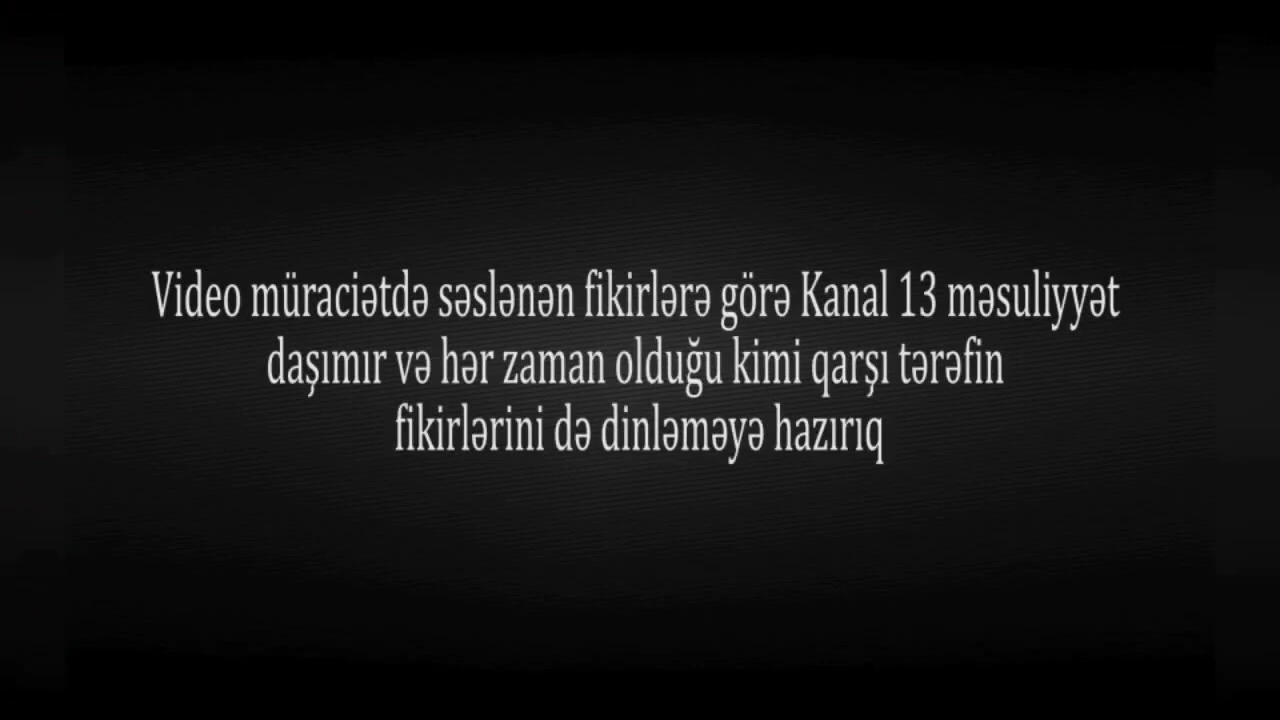 Video müraciətdə səslənən fikirlərə görə Kanal 13 məsuliyyət
daşımır və hər zaman olduğu kimi qarşı tərəfin
fikirlərini də dinləməyə hazırıq